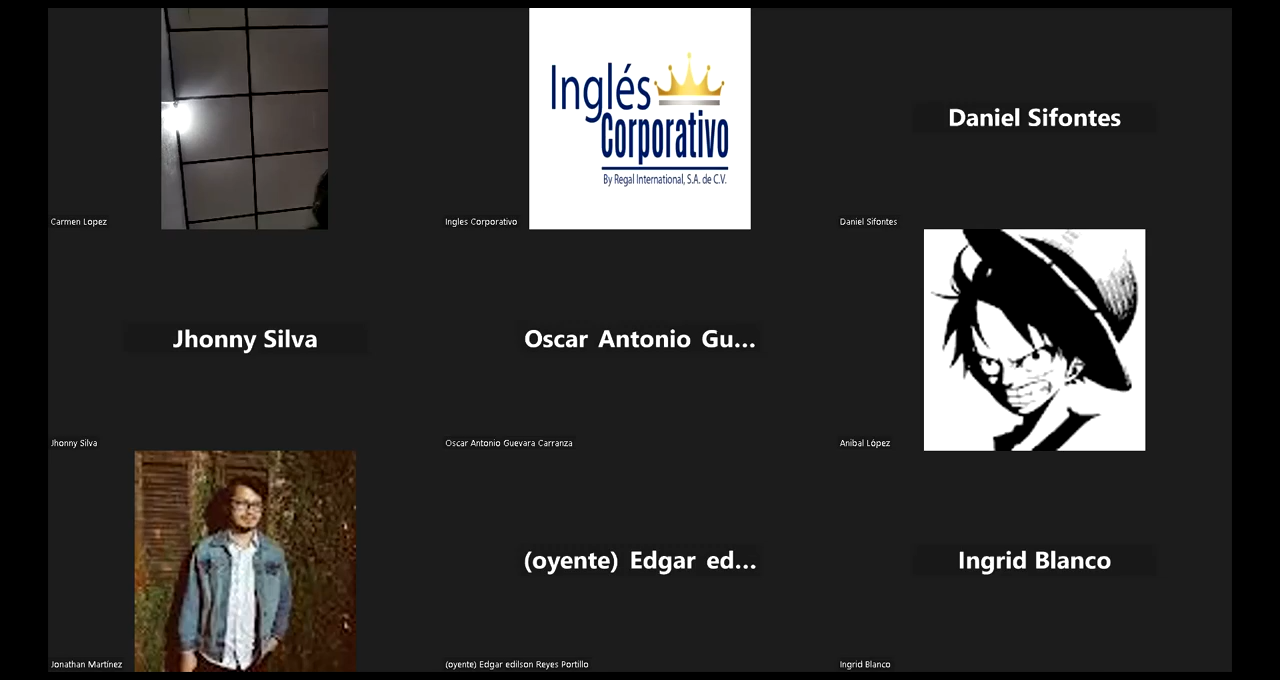 Inglés
Corporativo
By Regal International, S.A. de C.V.
Daniel Sifontes
Carmen Lopez
Ingles Corporativo
Daniel Sifontes
Jhonny Silva
Oscar Antonio Gu...
Jhonny Silva
Oscar Antonio Guevara Carranza
Anibal López
(oyente) Edgar ed...
Ingrid Blanco
Jonathan Martínez
(oyente) Edgar edilson Reyes Portillo
Ingrid Blanco